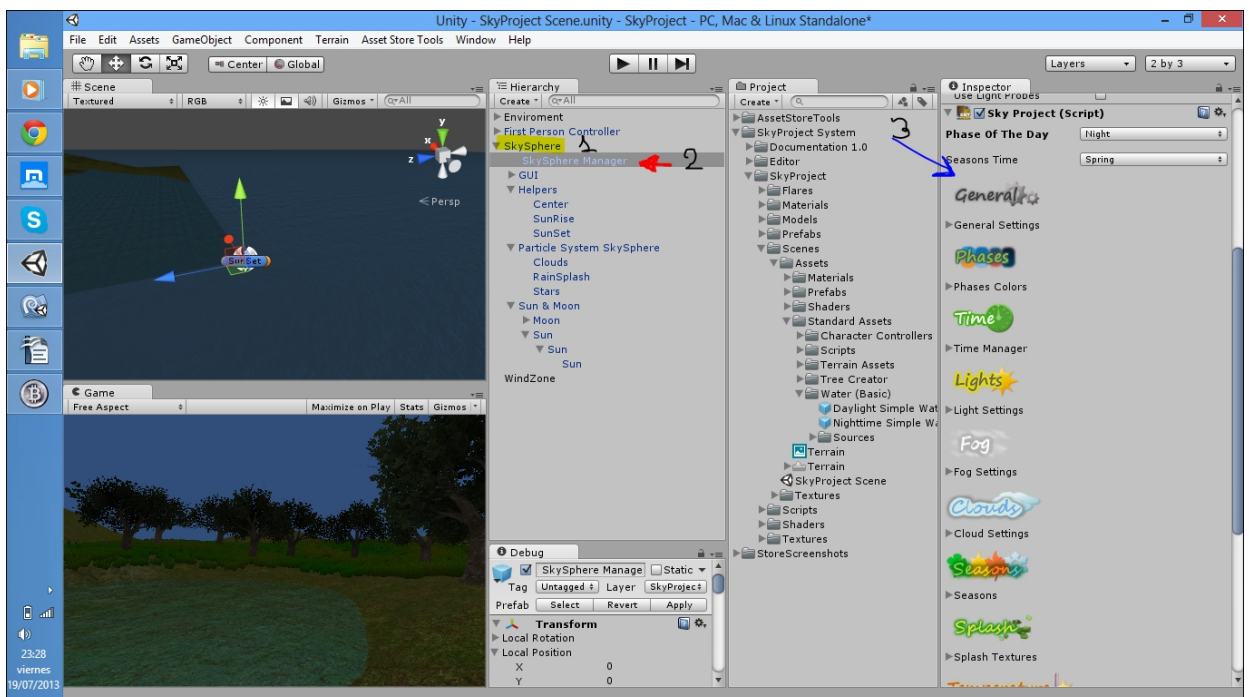 Unity - SkyProject Scene.unity - SkyProject - PC, Mac & Linux Standalone*
File Edit Assets GameObject Component Terrain Asset Store Tools Window Help
Center Global
Layers 2 by 3
Scene
Textured RGB Gizmos All
y
x
z
Persp
SunSet
Game
Free Aspect Maximize on Play Stats Gizmos
Hierarchy
Create All
Enviroment
First Person Controller
SkySphere 1
SkySphere Manager 2
GUI
Helpers
Center
SunRise
SunSet
Particle System SkySphere
Clouds
RainSplash
Stars
Sun & Moon
Moon
Sun
Sun
Sun
WindZone
Debug
SkySphere Manage Static
Tag Untagged Layer SkyProjec
Prefab Select Revert Apply
Transform
Local Rotation
Local Position
X 0
Y 0
Project
Create
AssetStoreTools
SkyProject System 3
Documentation 1.0
Editor
SkyProject
Flares
Materials
Models
Prefabs
Scenes
Assets
Materials
Prefabs
Shaders
Standard Assets
Character Controllers
Scripts
Terrain Assets
Tree Creator
Water (Basic)
Daylight Simple Wat
Nighttime Simple Wa
Sources
Terrain
Terrain
SkyProject Scene
Textures
Scripts
Shaders
Textures
StoreScreenshots
Inspector
Use Light Probes
Sky Project (Script)
Phase Of The Day Night
Seasons Time Spring
General
General Settings
Phases
Phases Colors
Time
Time Manager
Lights
Light Settings
Fog
Fog Settings
Clouds
Cloud Settings
Seasons
Seasons
Splash
Splash Textures
Temperature
23:28
viernes
19/07/2013